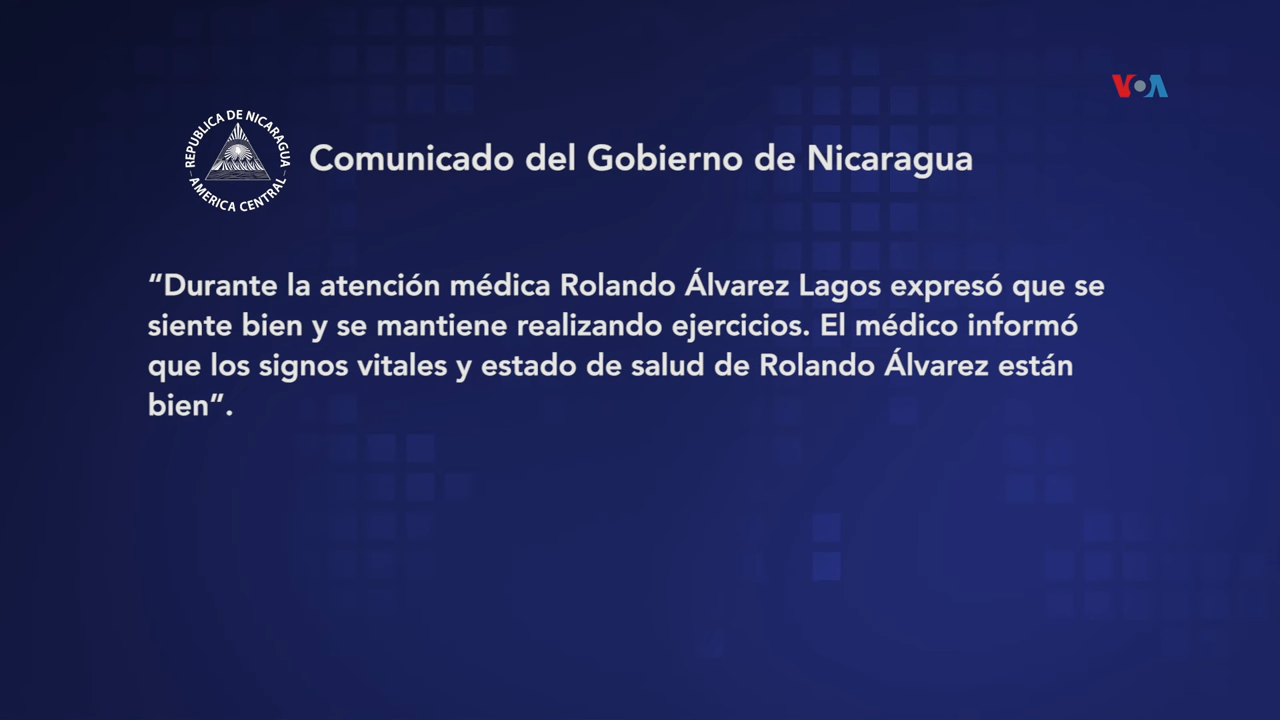 VOA
REPUBLICA DE NICARAGUA
AMERICA CENTRAL
Comunicado del Gobierno de Nicaragua
“Durante la atención médica Rolando Álvarez Lagos expresó que se
siente bien y se mantiene realizando ejercicios. El médico informó
que los signos vitales y estado de salud de Rolando Álvarez están
bien”.